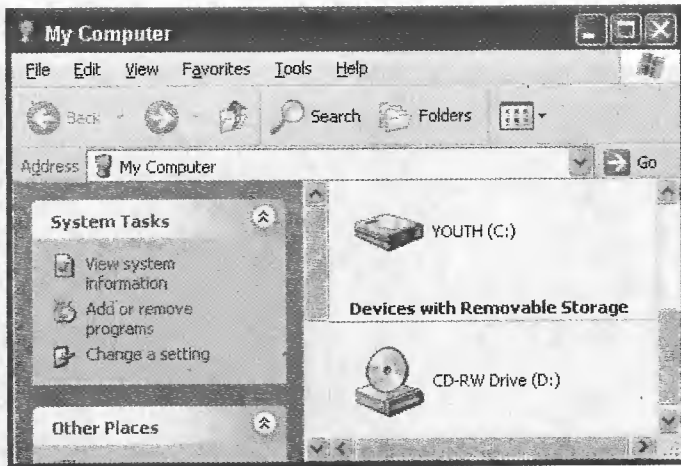 My Computer
File Edit View Favorites Tools Help
Back Search Folders
Address My Computer Go
System Tasks
View system
information
Add or remove
programs
Change a setting
Other Places
YOUTH (C:)
Devices with Removable Storage
CD-RW Drive (D:)